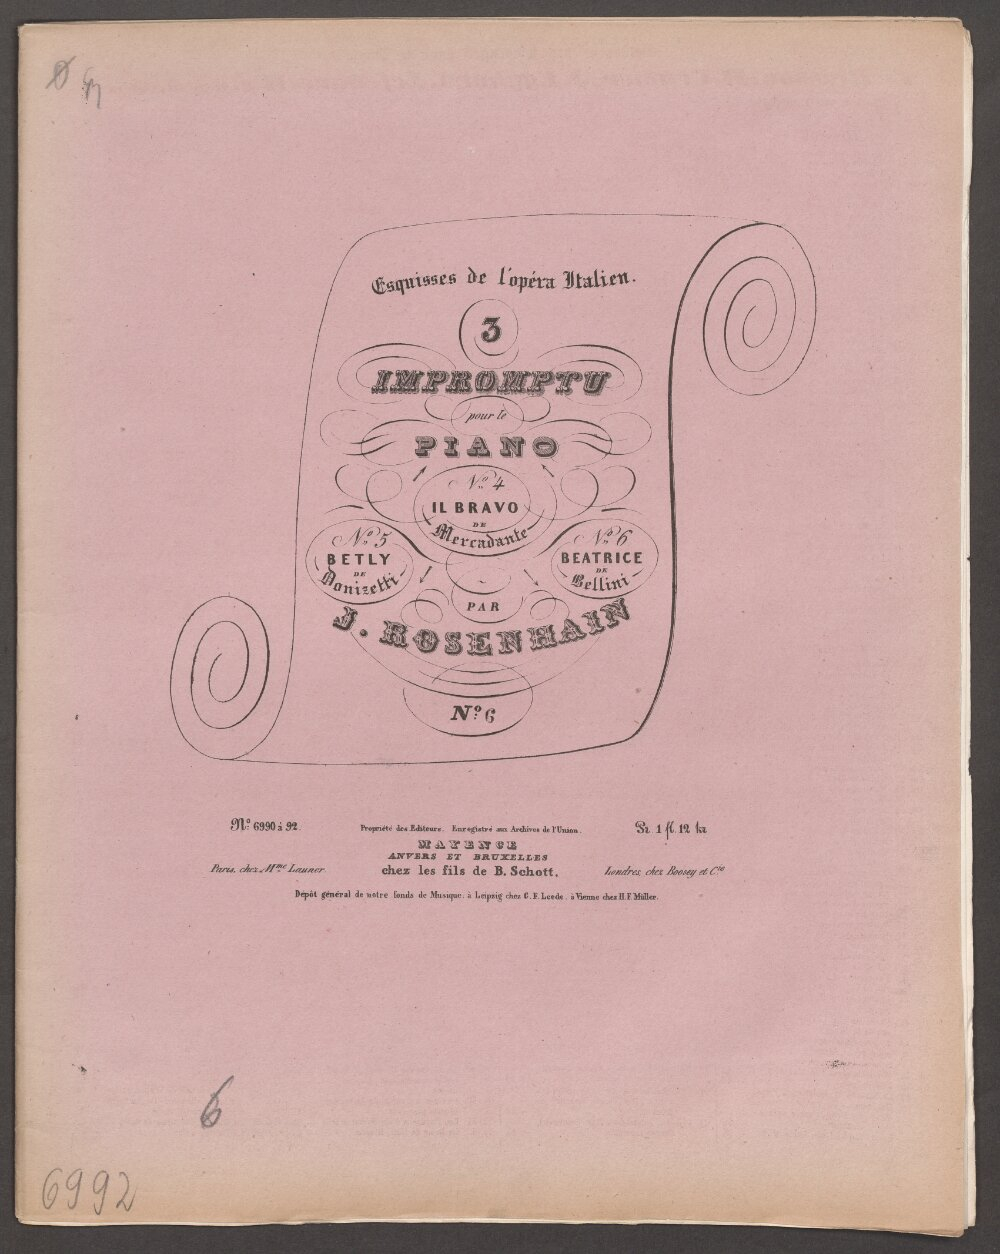 Esquisses de l'opéra Italien.
3
IMPROMPTU
pour le
PIANO
No. 4
IL BRAVO
DE
Mercadante
No. 5
BETLY
DE
Donizetti
No. 6
BEATRICE
DE
Bellini
PAR
J. ROSENHAIN
No. 6
No. 6990 à 92.
Propriété des Editeurs. Enregistré aux Archives de l'Union.
Pr. 1 fl. 12 kr
MAYENCE
ANVERS ET BRUXELLES
Paris, chez Mme. Launer.
chez les fils de B. Schott.
Londres, chez Boosey et Cie
Dépôt général de notre fonds de Musique. à Leipzig chez C. F. Leede. à Vienne chez H. F. Müller.
6
6992